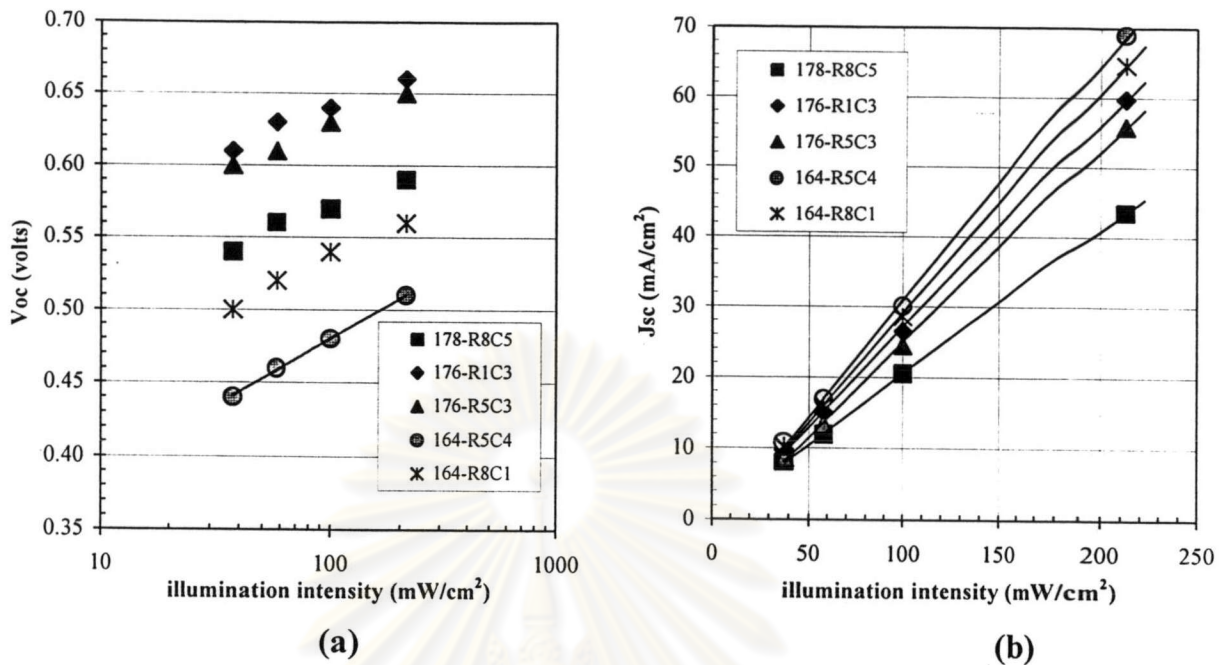 0.70
0.65
0.60
0.55
0.50
0.45
0.40
0.35
Voc (volts)
10
100
1000
illumination intensity (mW/cm²)
178-R8C5
176-R1C3
176-R5C3
164-R5C4
164-R8C1
(a)
70
60
50
40
30
20
10
0
Jsc (mA/cm²)
0
50
100
150
200
250
illumination intensity (mW/cm²)
178-R8C5
176-R1C3
176-R5C3
164-R5C4
164-R8C1
(b)